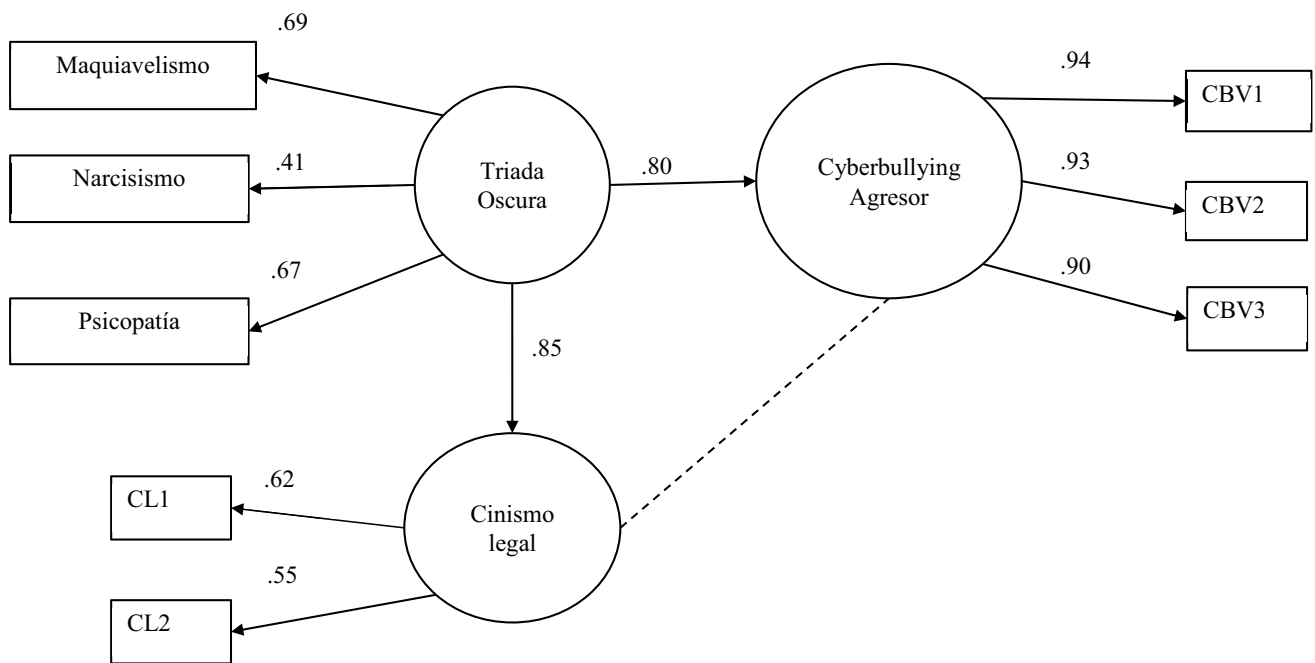 .69
Maquiavelismo
.94
CBV1
Narcisismo
.41
Triada
Oscura
.80
Cyberbullying
Agresor
.93
CBV2
.67
Psicopatía
.90
CBV3
.85
CL1
.62
Cinismo
legal
.55
CL2